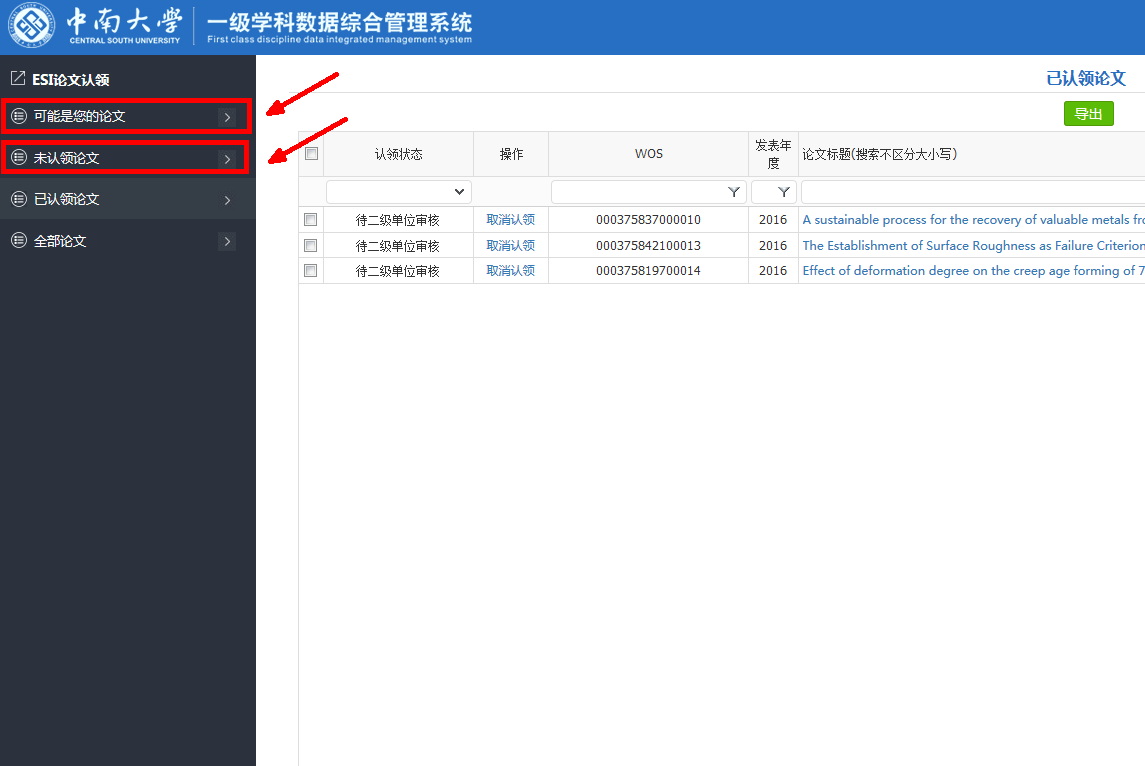 中南大学
CENTRAL SOUTH UNIVERSITY
一级学科数据综合管理系统
First class discipline data integrated management system
ESI论文认领
可能是您的论文
未认领论文
已认领论文
全部论文
已认领论文
导出
认领状态 操作 WOS 发表年度 论文标题(搜索不区分大小写)
待二级单位审核 取消认领 000375837000010 2016 A sustainable process for the recovery of valuable metals fro
待二级单位审核 取消认领 000375842100013 2016 The Establishment of Surface Roughness as Failure Criterion
待二级单位审核 取消认领 000375819700014 2016 Effect of deformation degree on the creep age forming of 7